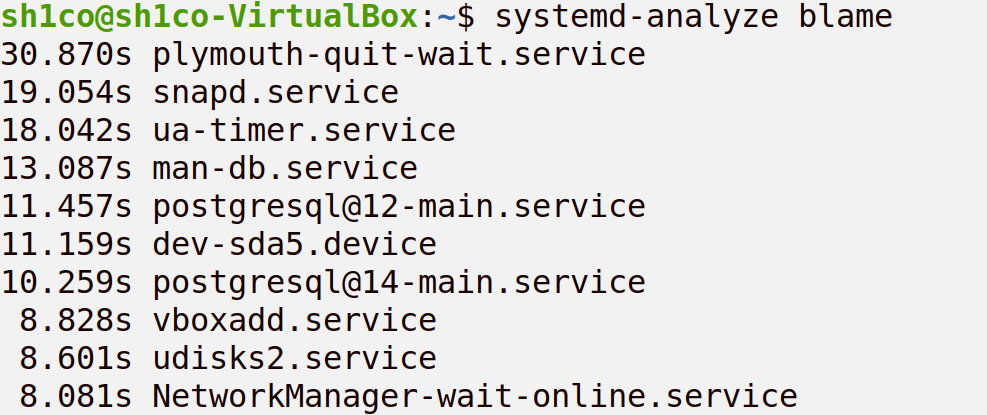 sh1co@sh1co-VirtualBox:~$ systemd-analyze blame
30.870s plymouth-quit-wait.service
19.054s snapd.service
18.042s ua-timer.service
13.087s man-db.service
11.457s postgresql@12-main.service
11.159s dev-sda5.device
10.259s postgresql@14-main.service
 8.828s vboxadd.service
 8.601s udisks2.service
 8.081s NetworkManager-wait-online.service